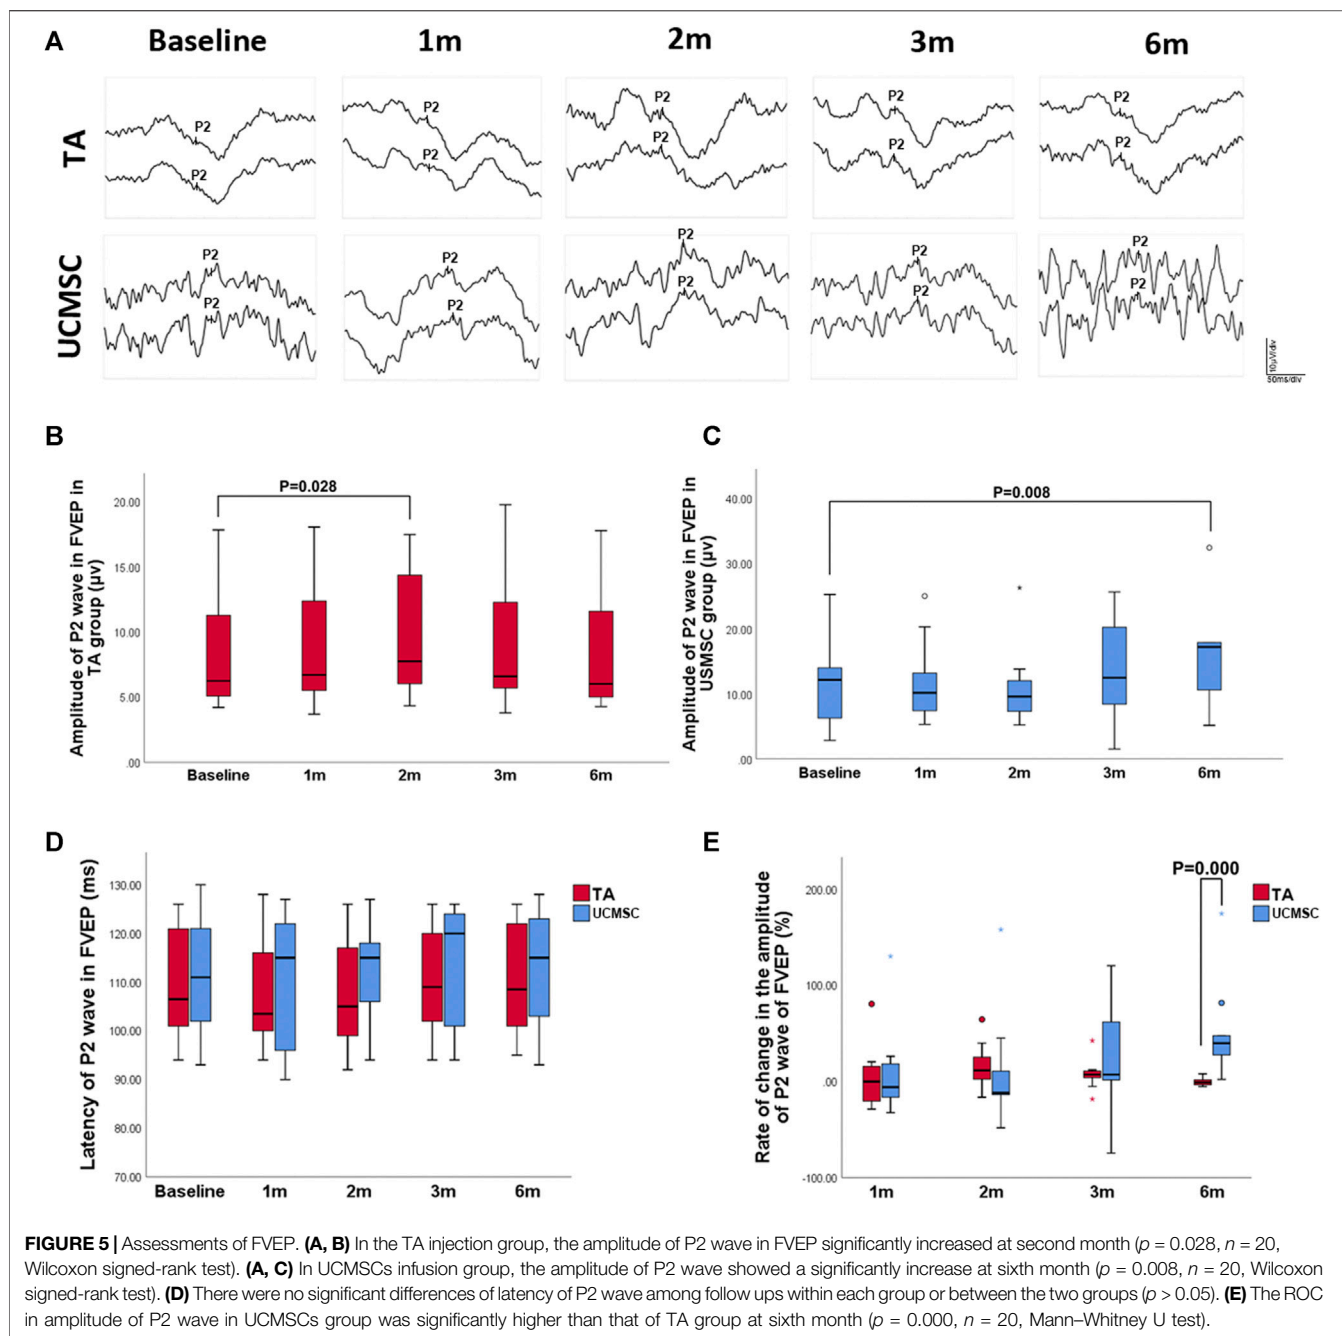 A
Baseline 1m 2m 3m 6m
TA
P2 P2 P2 P2 P2
P2 P2 P2 P2 P2
UCMSC
P2 P2 P2 P2 P2
P2 P2 P2 P2 P2
10μV/div
50ms/div
B
Amplitude of P2 wave in FVEP in
TA group (μv)
P=0.028
20.00
15.00
10.00
5.00
.00
Baseline 1m 2m 3m 6m
C
Amplitude of P2 wave in FVEP in
USMSC group (μv)
P=0.008
40.00
30.00
20.00
10.00
.00
Baseline 1m 2m 3m 6m
D
Latency of P2 wave in FVEP (ms)
130.00
120.00
110.00
100.00
90.00
80.00
70.00
TA
UCMSC
Baseline 1m 2m 3m 6m
E
Rate of change in the amplitude
of P2 wave of FVEP (%)
P=0.000
200.00
100.00
.00
-100.00
TA
UCMSC
1m 2m 3m 6m
FIGURE 5 | Assessments of FVEP. (A, B) In the TA injection group, the amplitude of P2 wave in FVEP significantly increased at second month (p = 0.028, n = 20,
Wilcoxon signed-rank test). (A, C) In UCMSCs infusion group, the amplitude of P2 wave showed a significantly increase at sixth month (p = 0.008, n = 20, Wilcoxon
signed-rank test). (D) There were no significant differences of latency of P2 wave among follow ups within each group or between the two groups (p > 0.05). (E) The ROC
in amplitude of P2 wave in UCMSCs group was significantly higher than that of TA group at sixth month (p = 0.000, n = 20, Mann–Whitney U test).